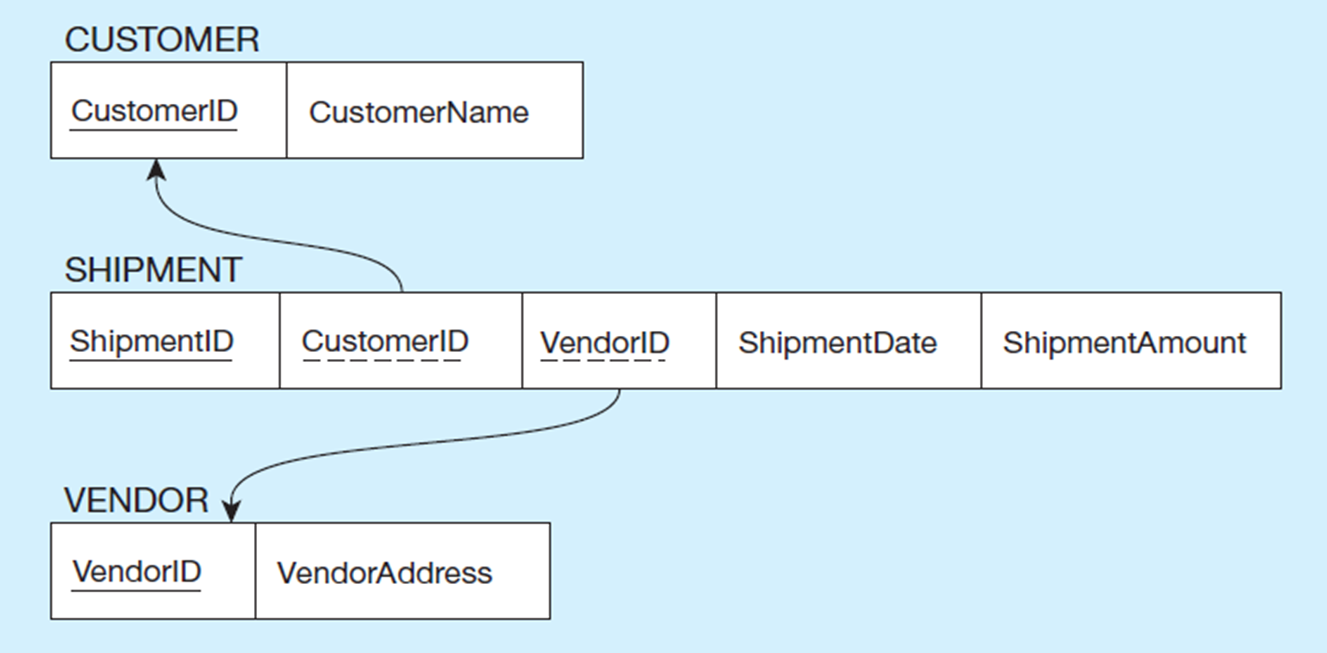 CUSTOMER
CustomerID CustomerName
SHIPMENT
ShipmentID CustomerID VendorID ShipmentDate ShipmentAmount
VENDOR
VendorID VendorAddress